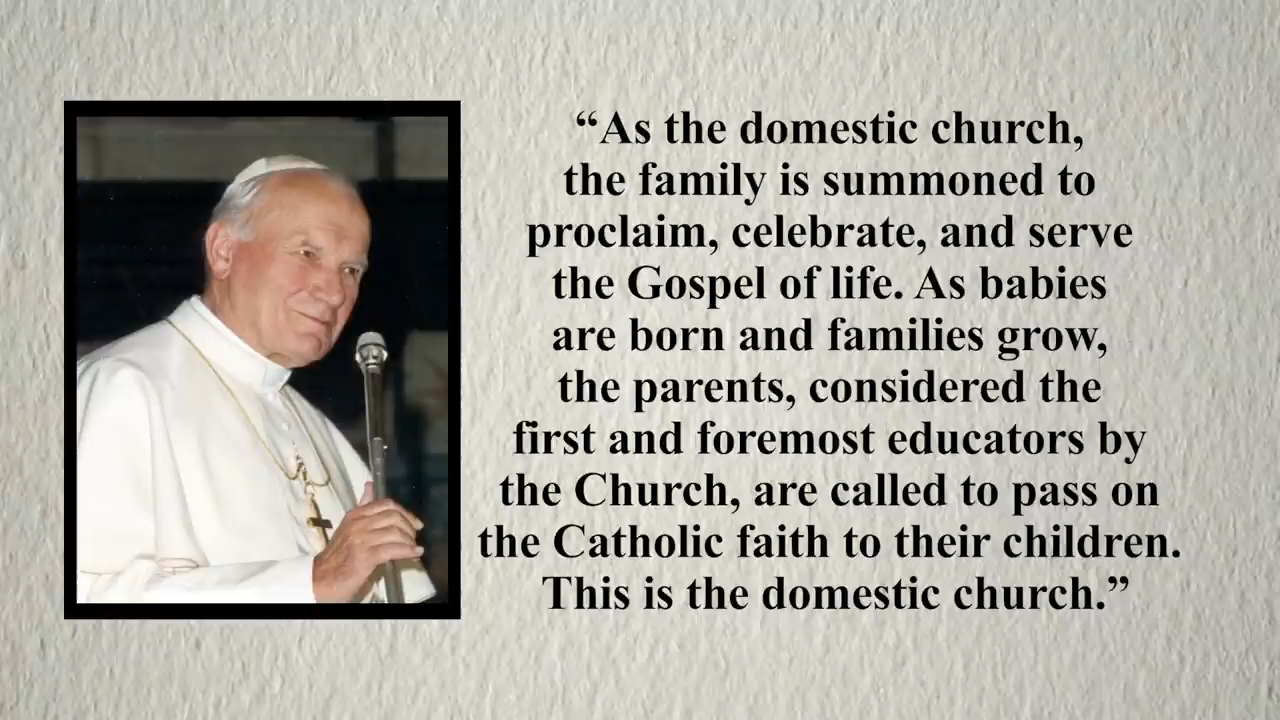 “As the domestic church,
the family is summoned to
proclaim, celebrate, and serve
the Gospel of life. As babies
are born and families grow,
the parents, considered the
first and foremost educators by
the Church, are called to pass on
the Catholic faith to their children.
This is the domestic church.”